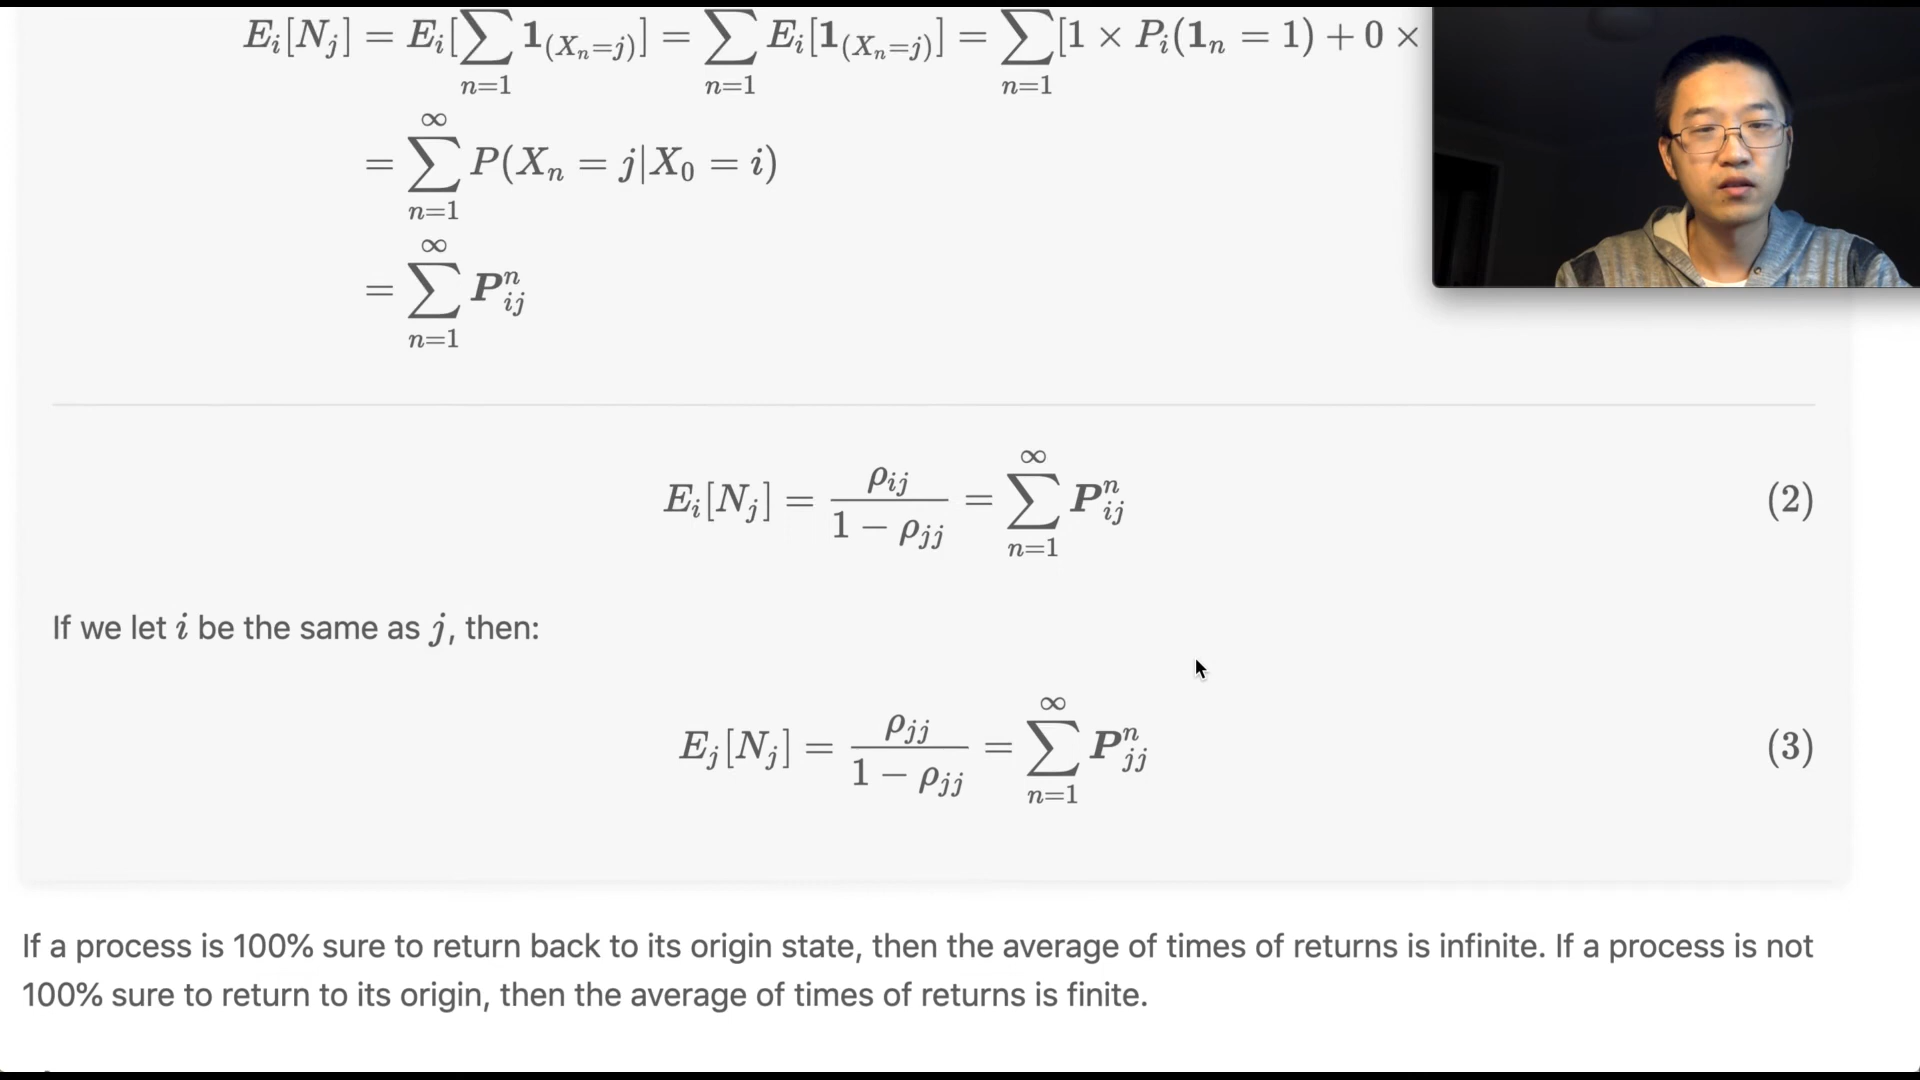 E_i[N_j] = E_i[∑_{n=1} 𝟏_{(X_n=j)}] = ∑_{n=1} E_i[𝟏_{(X_n=j)}] = ∑_{n=1} [1 × P_i(𝟏_n = 1) + 0 ×
= ∑_{n=1}^{∞} P(X_n = j|X_0 = i)
= ∑_{n=1}^{∞} P_{ij}^n
E_i[N_j] = ρ_{ij} / (1 − ρ_{jj}) = ∑_{n=1}^{∞} P_{ij}^n (2)
If we let i be the same as j, then:
E_j[N_j] = ρ_{jj} / (1 − ρ_{jj}) = ∑_{n=1}^{∞} P_{jj}^n (3)
If a process is 100% sure to return back to its origin state, then the average of times of returns is infinite. If a process is not
100% sure to return to its origin, then the average of times of returns is finite.